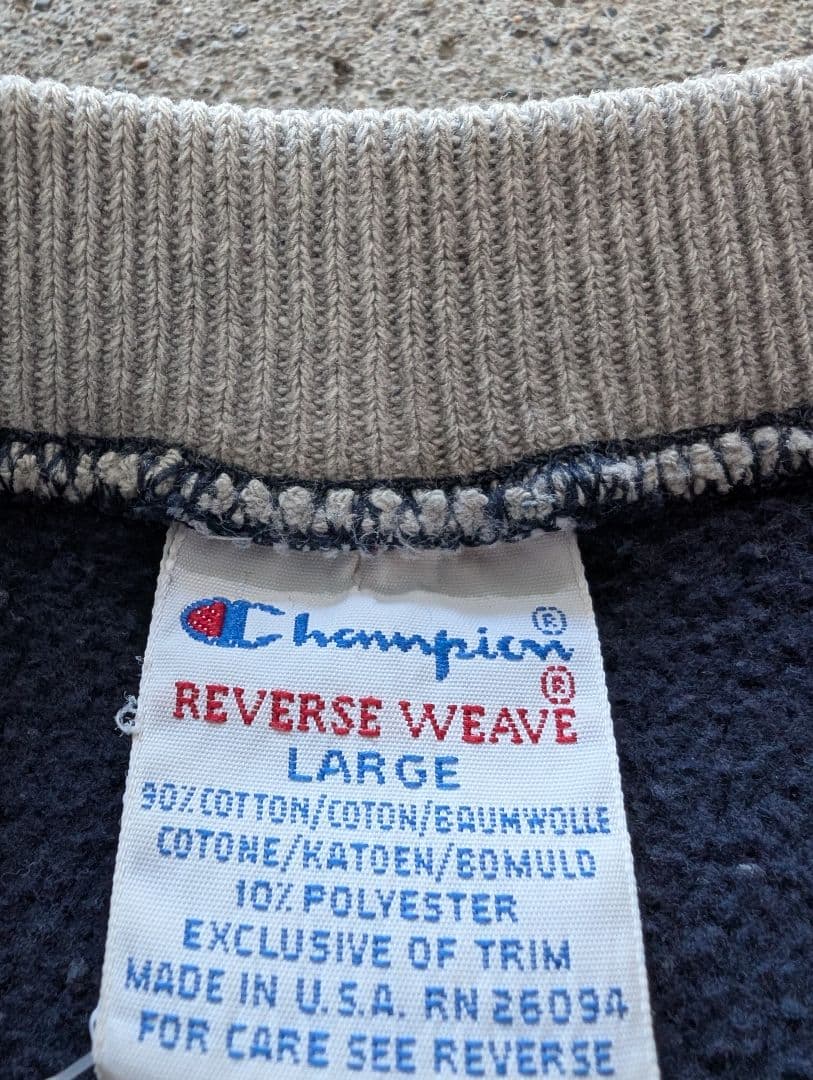 Champion®
REVERSE WEAVE®
LARGE
90% COTTON/COTON/BAUMWOLLE
COTONE/KATOEN/BOMULD
10% POLYESTER
EXCLUSIVE OF TRIM
MADE IN U.S.A. RN 26094
FOR CARE SEE REVERSE